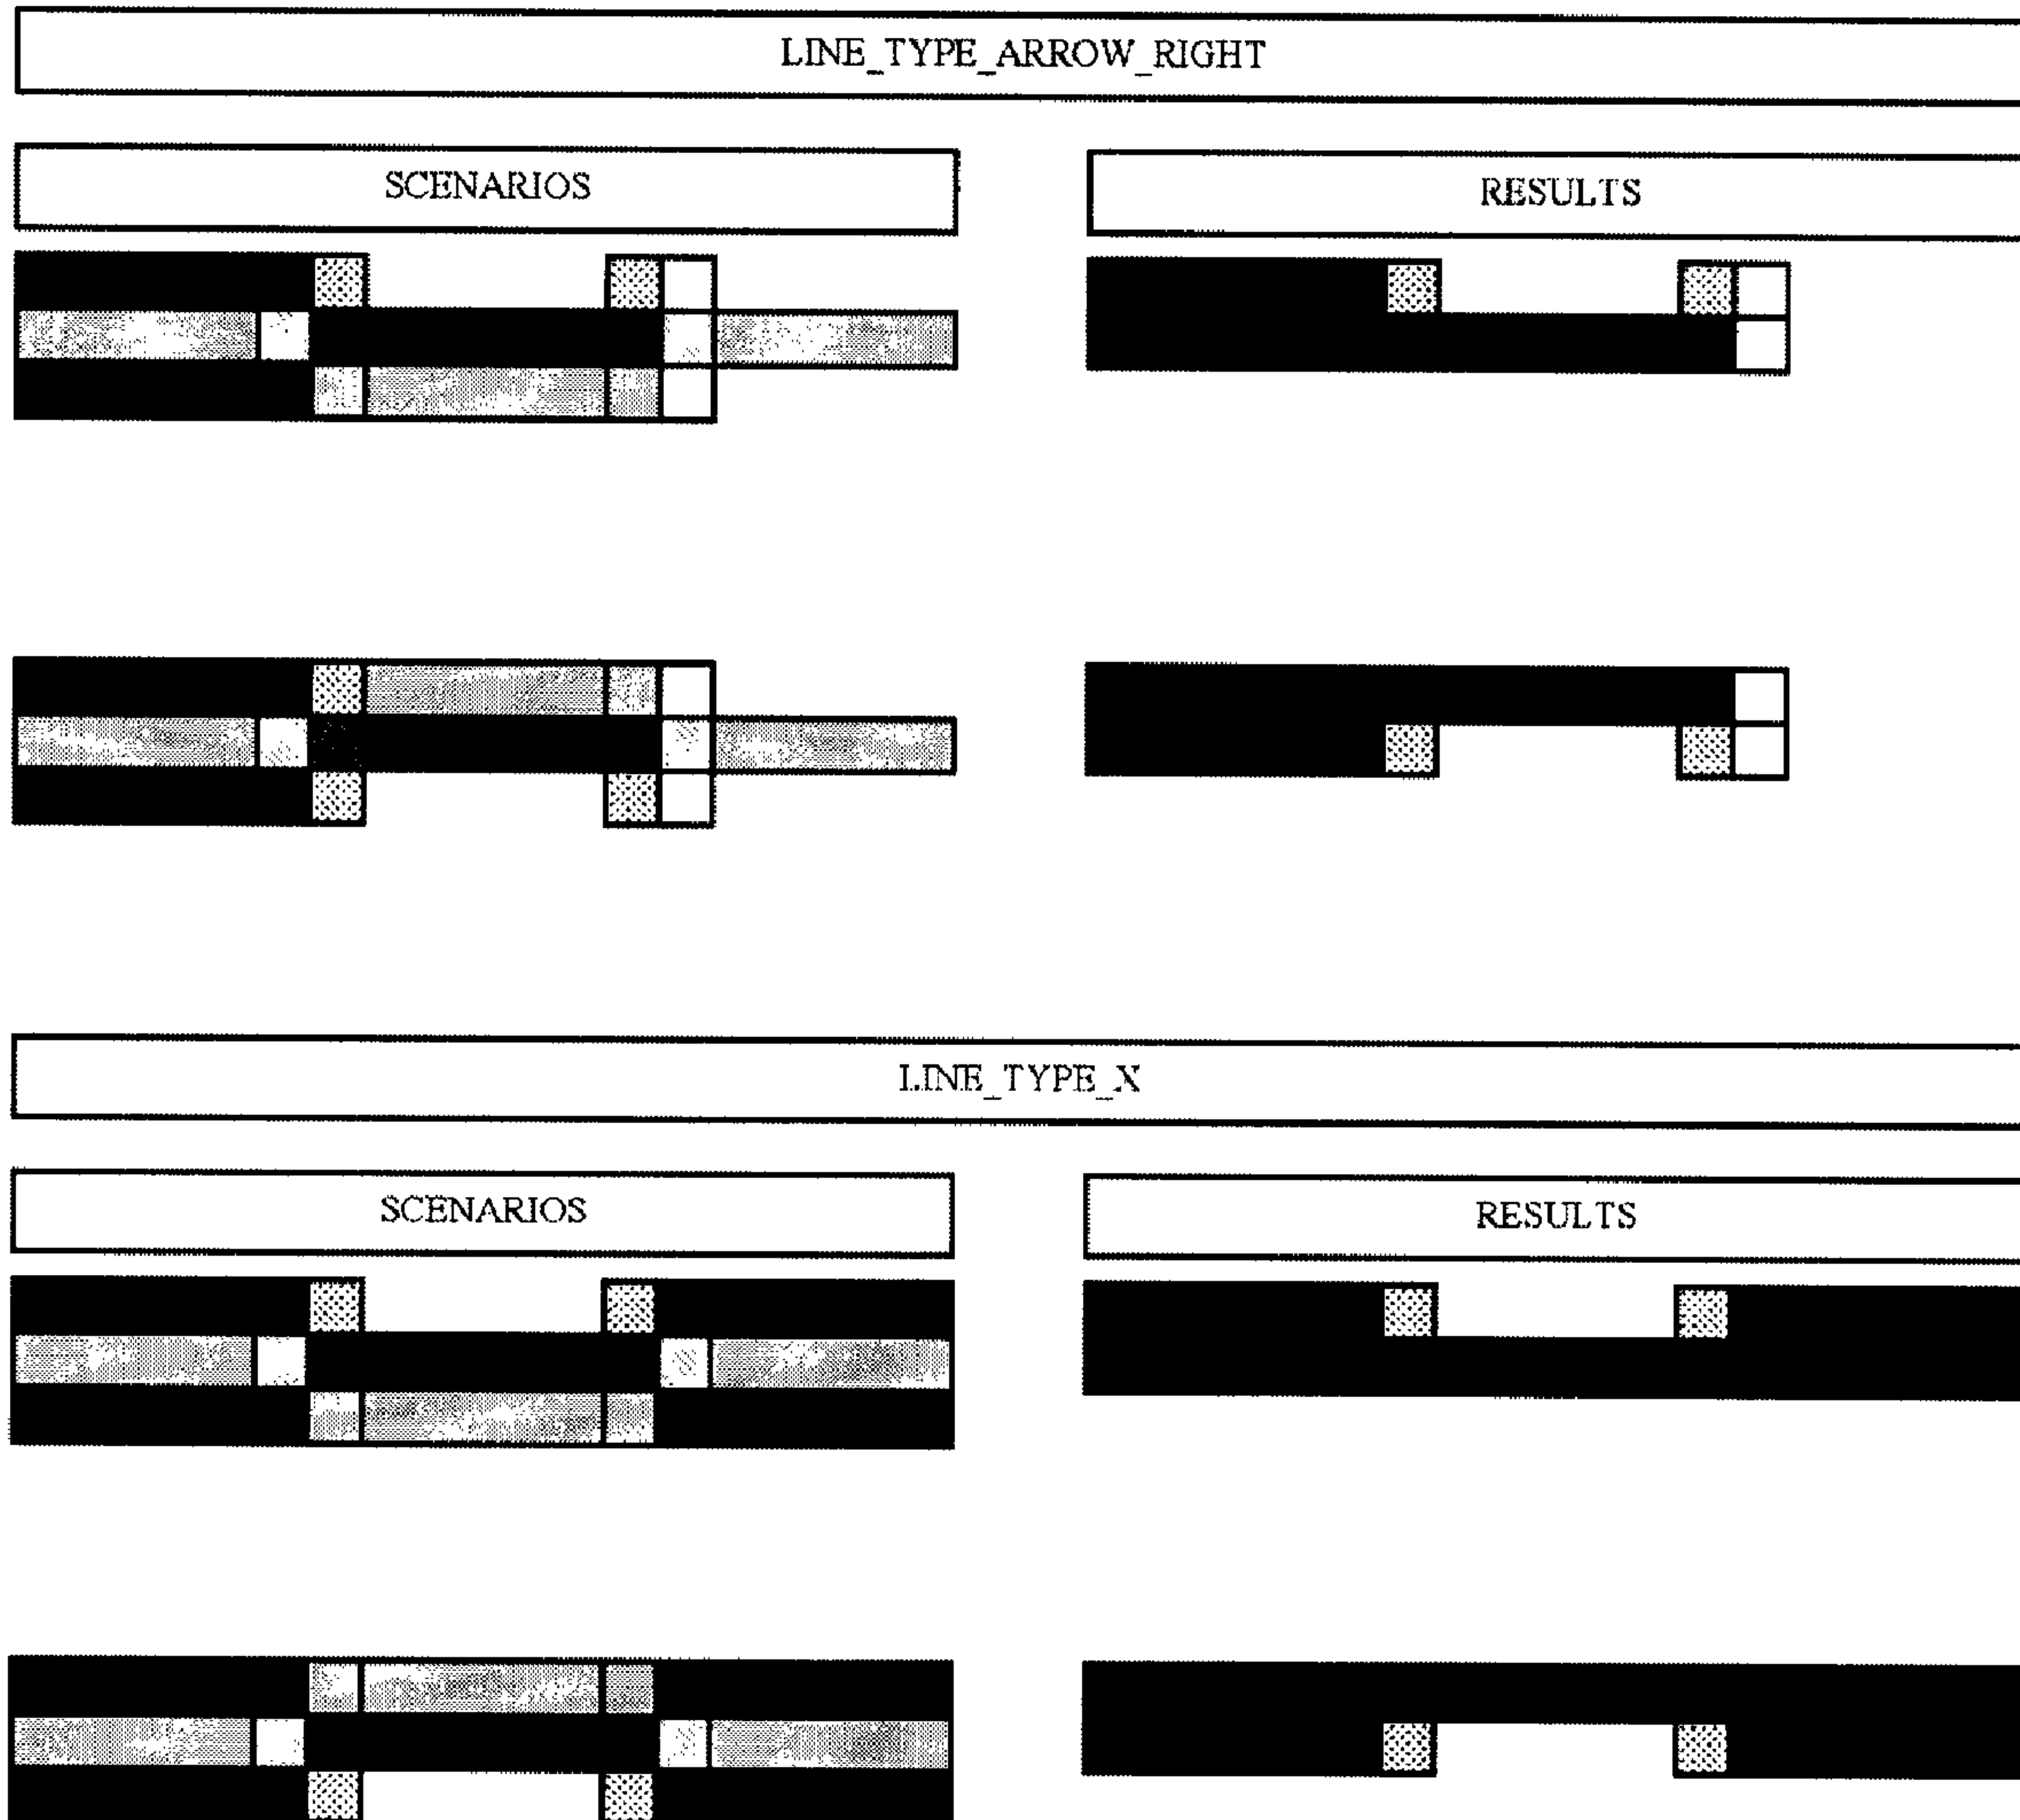 LINE_TYPE_ARROW_RIGHT
SCENARIOS
RESULTS
LINE_TYPE_X
SCENARIOS
RESULTS